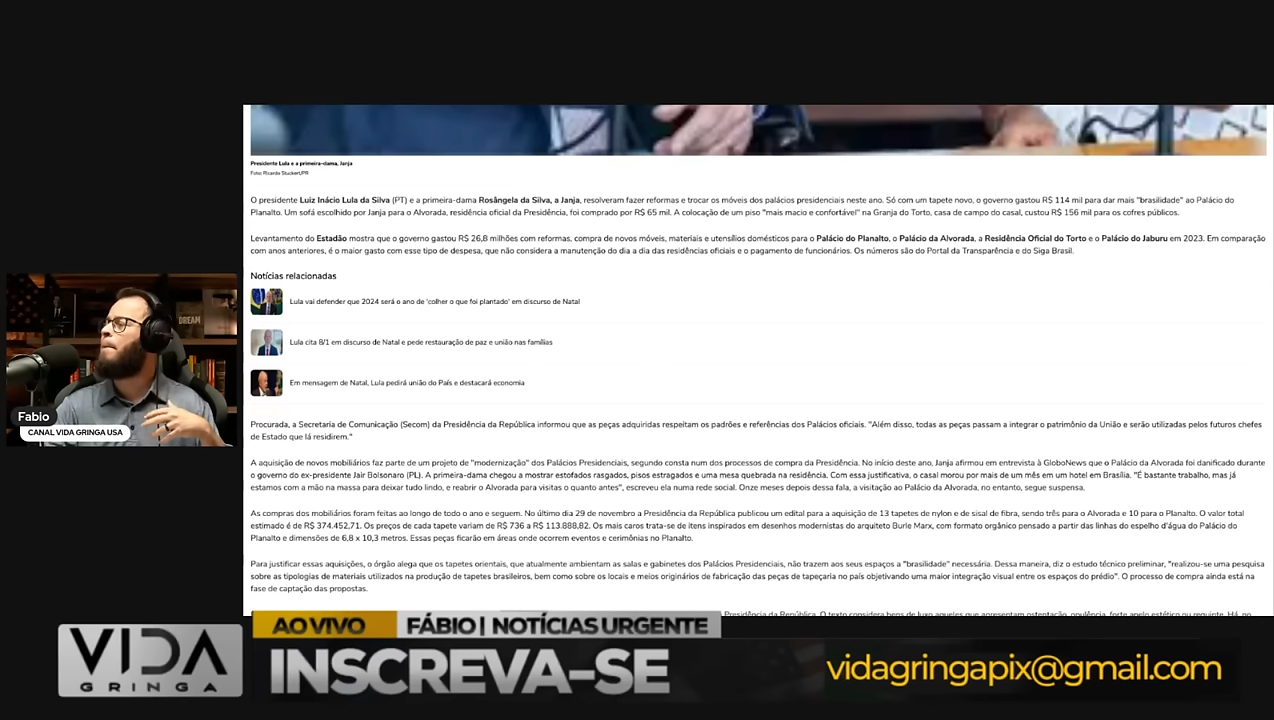 Presidente Lula e a primeira-dama, Janja
Foto: Ricardo Stuckert/PR
O presidente Luiz Inácio Lula da Silva (PT) e a primeira-dama Rosângela da Silva, a Janja, resolveram fazer reformas e trocar os móveis dos palácios presidenciais neste ano. Só com um tapete novo, o governo gastou R$ 114 mil para dar mais "brasilidade" ao Palácio do
Planalto. Um sofá escolhido por Janja para o Alvorada, residência oficial da Presidência, foi comprado por R$ 65 mil. A colocação de um piso "mais macio e confortável" na Granja do Torto, casa de campo do casal, custou R$ 156 mil para os cofres públicos.
Levantamento do Estadão mostra que o governo gastou R$ 26,8 milhões com reformas, compra de novos móveis, materiais e utensílios domésticos para o Palácio do Planalto, o Palácio da Alvorada, a Residência Oficial do Torto e o Palácio do Jaburu em 2023. Em comparação
com anos anteriores, é o maior gasto com esse tipo de despesa, que não considera a manutenção do dia a dia das residências oficiais e o pagamento de funcionários. Os números são do Portal da Transparência e do Siga Brasil.
Notícias relacionadas
Lula vai defender que 2024 será o ano de 'colher o que foi plantado' em discurso de Natal
Lula cita 8/1 em discurso de Natal e pede restauração de paz e união nas famílias
Em mensagem de Natal, Lula pedirá união do País e destacará economia
Procurada, a Secretaria de Comunicação (Secom) da Presidência da República informou que as peças adquiridas respeitam os padrões e referências dos Palácios oficiais. "Além disso, todas as peças passam a integrar o patrimônio da União e serão utilizadas pelos futuros chefes
de Estado que lá residirem."
A aquisição de novos mobiliários faz parte de um projeto de "modernização" dos Palácios Presidenciais, segundo consta num dos processos de compra da Presidência. No início deste ano, Janja afirmou em entrevista à GloboNews que o Palácio da Alvorada foi danificado durante
o governo do ex-presidente Jair Bolsonaro (PL). A primeira-dama chegou a mostrar estofados rasgados, pisos estragados e uma mesa quebrada na residência. Com essa justificativa, o casal morou por mais de um mês em um hotel em Brasília. "É bastante trabalho, mas já
estamos com a mão na massa para deixar tudo lindo, e reabrir o Alvorada para visitas o quanto antes", escreveu ela numa rede social. Onze meses depois dessa fala, a visitação ao Palácio da Alvorada, no entanto, segue suspensa.
As compras dos mobiliários foram feitas ao longo de todo o ano e seguem. No último dia 29 de novembro a Presidência da República publicou um edital para a aquisição de 13 tapetes de nylon e de sisal de fibra, sendo três para o Alvorada e 10 para o Planalto. O valor total
estimado é de R$ 374.452,71. Os preços de cada tapete variam de R$ 736 a R$ 113.888,82. Os mais caros trata-se de itens inspirados em desenhos modernistas do arquiteto Burle Marx, com formato orgânico pensado a partir das linhas do espelho d'água do Palácio do
Planalto e dimensões de 6,8 x 10,3 metros. Essas peças ficarão em áreas onde ocorrem eventos e cerimônias no Planalto.
Para justificar essas aquisições, o órgão alega que os tapetes orientais, que atualmente ambientam as salas e gabinetes dos Palácios Presidenciais, não trazem aos seus espaços a "brasilidade" necessária. Dessa maneira, diz o estudo técnico preliminar, "realizou-se uma pesquisa
sobre as tipologias de materiais utilizados na produção de tapetes brasileiros, bem como sobre os locais e meios originários de fabricação das peças de tapeçaria no país objetivando uma maior integração visual entre os espaços do prédio". O processo de compra ainda está na
fase de captação das propostas.
Presidência da República. O texto considera bens de luxo aqueles que apresentam ostentação, opulência, forte apelo estético ou requinte. Há, no
DREAM
Fabio
CANAL VIDA GRINGA USA
AO VIVO
FÁBIO | NOTÍCIAS URGENTE
VIDA
GRINGA
INSCREVA-SE
vidagringapix@gmail.com